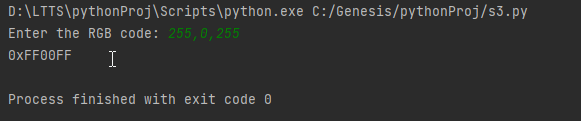 D:\LTTS\pythonProj\Scripts\python.exe C:/Genesis/pythonProj/s3.py
Enter the RGB code: 255,0,255
0xFF00FF
Process finished with exit code 0